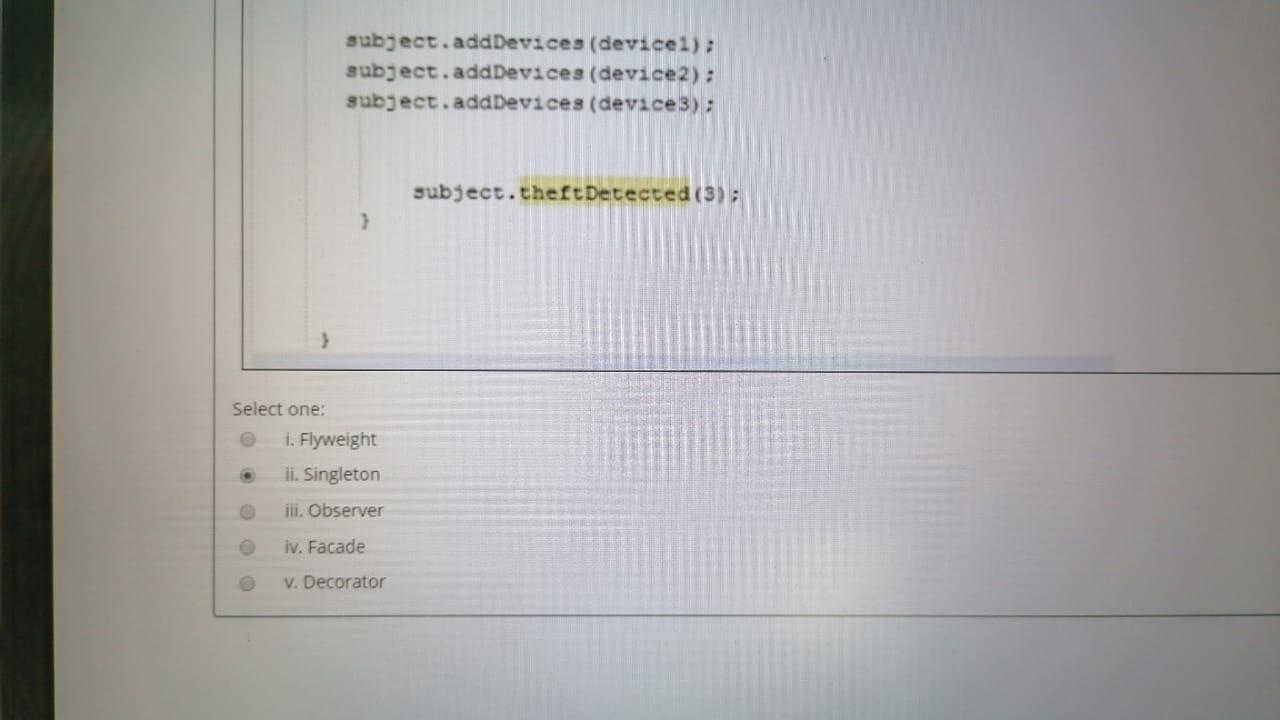 subject.addDevices(device1);
subject.addDevices(device2);
subject.addDevices(device3);
subject.theftDetected(3);
}
}
Select one:
i. Flyweight
ii. Singleton
iii. Observer
iv. Facade
v. Decorator